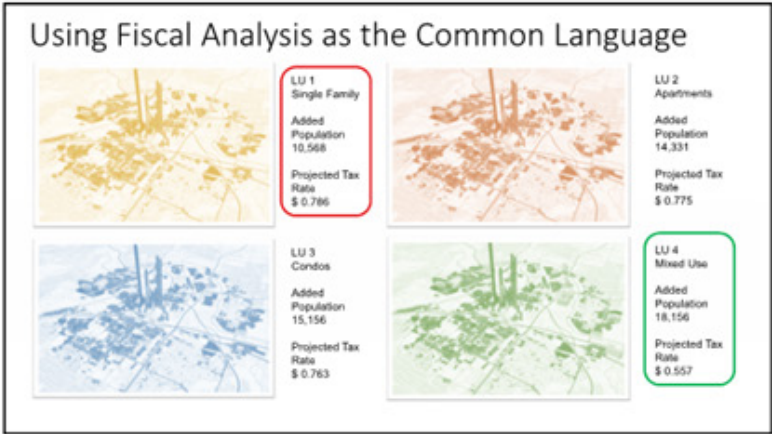 Using Fiscal Analysis as the Common Language
LU 1
Single Family
Added
Population
10,568
Projected Tax
Rate
$ 0.786
LU 2
Apartments
Added
Population
14,331
Projected Tax
Rate
$ 0.775
LU 3
Condos
Added
Population
15,156
Projected Tax
Rate
$ 0.763
LU 4
Mixed Use
Added
Population
18,156
Projected Tax
Rate
$ 0.557